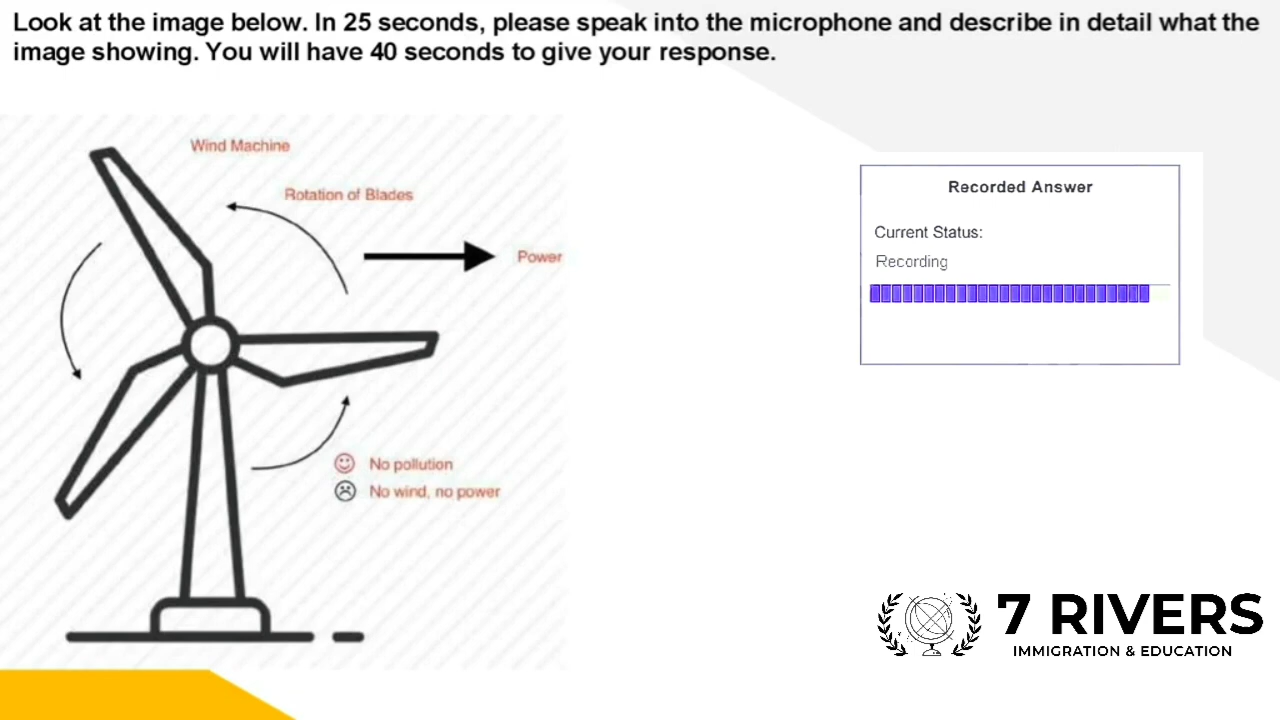 Look at the image below. In 25 seconds, please speak into the microphone and describe in detail what the
image showing. You will have 40 seconds to give your response.
Wind Machine
Rotation of Blades
Power
No pollution
No wind, no power
Recorded Answer
Current Status:
Recording
7 RIVERS
IMMIGRATION & EDUCATION